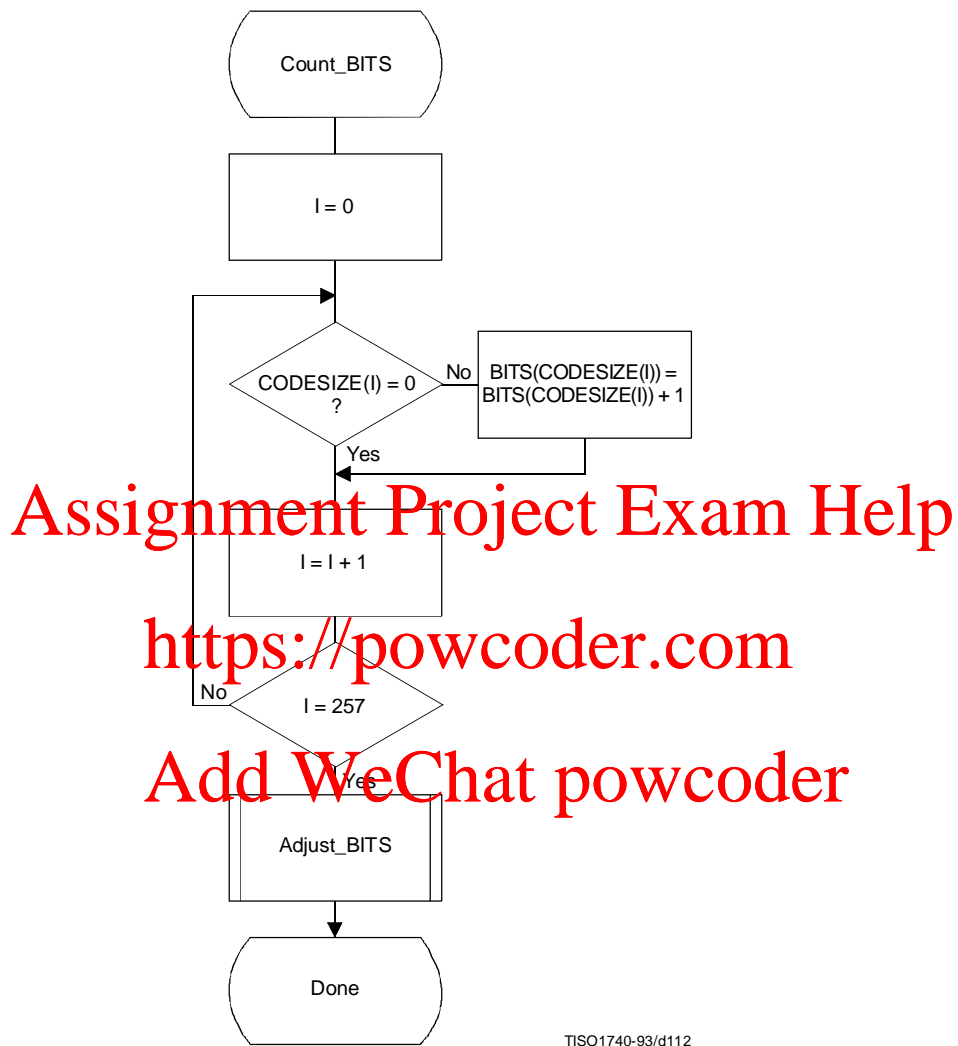 Count_BITS
I = 0
CODESIZE(I) = 0
?
No
BITS(CODESIZE(I)) =
BITS(CODESIZE(I)) + 1
Yes
Assignment Project Exam Help
I = I + 1
https://powcoder.com
No
I = 257
Add WeChat powcoder
Yes
Adjust_BITS
Done
TISO1740-93/d112